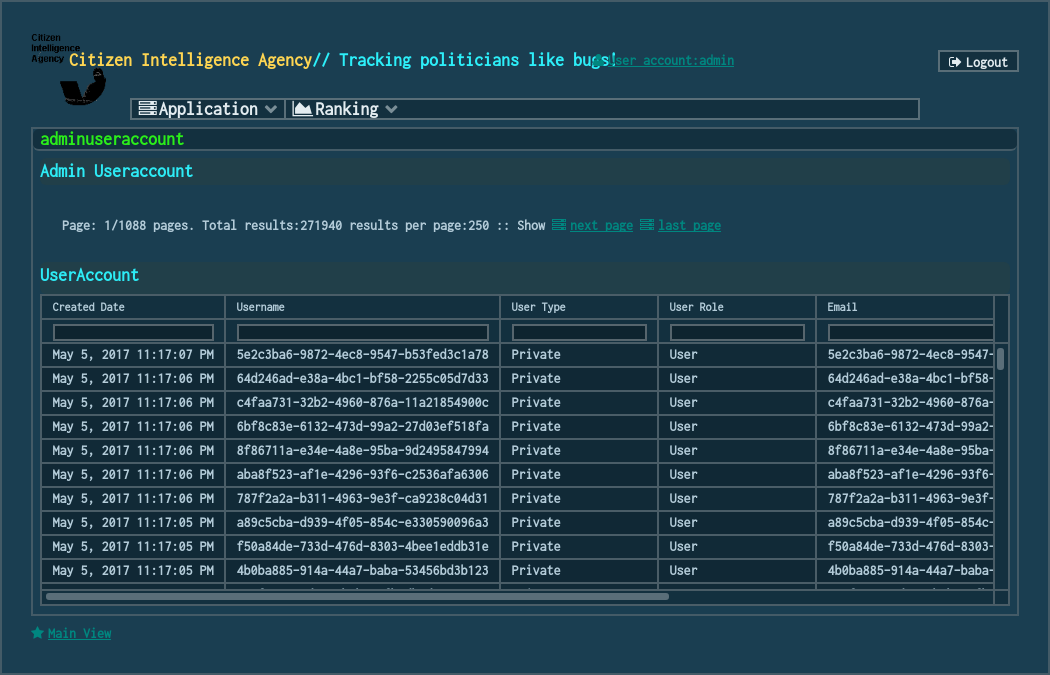 Citizen
Intelligence
Agency
Citizen Intelligence Agency// Tracking politicians like bugs!
User account:admin
Logout
Application
Ranking
adminuseraccount
Admin Useraccount
Page: 1/1088 pages. Total results:271940 results per page:250 :: Show next page last page
UserAccount
Created Date Username User Type User Role Email
May 5, 2017 11:17:07 PM 5e2c3ba6-9872-4ec8-9547-b53fed3c1a78 Private User 5e2c3ba6-9872-4ec8-9547-
May 5, 2017 11:17:06 PM 64d246ad-e38a-4bc1-bf58-2255c05d7d33 Private User 64d246ad-e38a-4bc1-bf58-
May 5, 2017 11:17:06 PM c4faa731-32b2-4960-876a-11a21854900c Private User c4faa731-32b2-4960-876a-
May 5, 2017 11:17:06 PM 6bf8c83e-6132-473d-99a2-27d03ef518fa Private User 6bf8c83e-6132-473d-99a2-
May 5, 2017 11:17:06 PM 8f86711a-e34e-4a8e-95ba-9d2495847994 Private User 8f86711a-e34e-4a8e-95ba-
May 5, 2017 11:17:06 PM aba8f523-af1e-4296-93f6-c2536afa6306 Private User aba8f523-af1e-4296-93f6-
May 5, 2017 11:17:06 PM 787f2a2a-b311-4963-9e3f-ca9238c04d31 Private User 787f2a2a-b311-4963-9e3f-
May 5, 2017 11:17:05 PM a89c5cba-d939-4f05-854c-e330590096a3 Private User a89c5cba-d939-4f05-854c-
May 5, 2017 11:17:05 PM f50a84de-733d-476d-8303-4bee1eddb31e Private User f50a84de-733d-476d-8303-
May 5, 2017 11:17:05 PM 4b0ba885-914a-44a7-baba-53456bd3b123 Private User 4b0ba885-914a-44a7-baba-
Main View